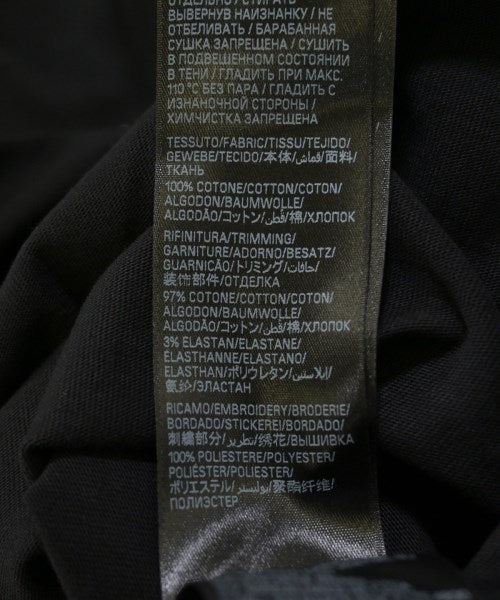 ОТДЕЛЬНО / СТИРАТЬ
ВЫВЕРНУВ НАИЗНАНКУ / НЕ
ОТБЕЛИВАТЬ / БАРАБАННАЯ
СУШКА ЗАПРЕЩЕНА / СУШИТЬ
В ПОДВЕШЕННОМ СОСТОЯНИИ
В ТЕНИ / ГЛАДИТЬ ПРИ МАКС.
110 °C БЕЗ ПАРА / ГЛАДИТЬ С
ИЗНАНОЧНОЙ СТОРОНЫ /
ХИМЧИСТКА ЗАПРЕЩЕНА
TESSUTO/FABRIC/TISSU/TEJIDO/
GEWEBE/TECIDO/本体/قماش/面料/
ТКАНЬ
100% COTONE/COTTON/COTON/
ALGODON/BAUMWOLLE/
ALGODÃO/コットン/قطن/棉/ХЛОПОК
RIFINITURA/TRIMMING/
GARNITURE/ADORNO/BESATZ/
GUARNICÃO/トリミング/حافات/
装饰部件/ОТДЕЛКА
97% COTONE/COTTON/COTON/
ALGODON/BAUMWOLLE/
ALGODÃO/コットン/قطن/棉/ХЛОПОК
3% ELASTAN/ELASTANE/
ELASTHANNE/ELASTANO/
ELASTHAN/ポリウレタン/إيلاستين/
氨纶/ЭЛАСТАН
RICAMO/EMBROIDERY/BRODERIE/
BORDADO/STICKEREI/BORDADO/
刺繍部分/تطريز/绣花/ВЫШИВКА
100% POLIESTERE/POLYESTER/
POLIÉSTER/POLIESTER/
ポリエステル/بوليستر/聚酯纤维/
ПОЛИЭСТЕР